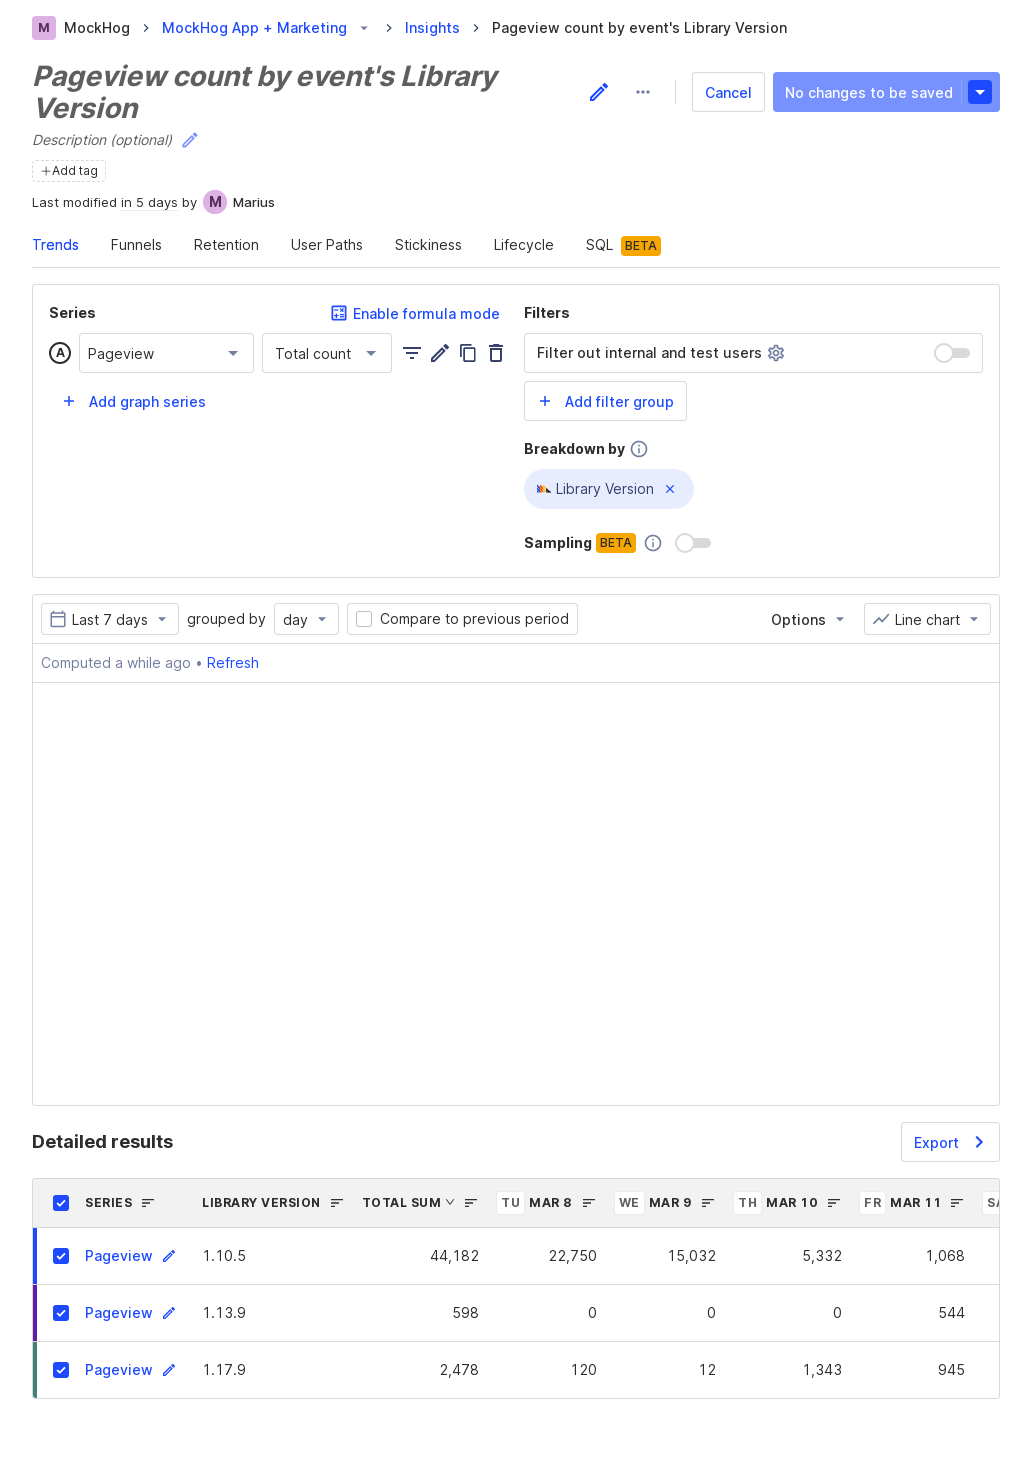 M MockHog MockHog App + Marketing Insights Pageview count by event's Library Version
Pageview count by event's Library
Version
Cancel
No changes to be saved
Description (optional)
Add tag
Last modified in 5 days by M Marius
Trends Funnels Retention User Paths Stickiness Lifecycle SQL BETA
Series Enable formula mode
A Pageview Total count
Add graph series
Filters
Filter out internal and test users
Add filter group
Breakdown by
Library Version
Sampling BETA
Last 7 days grouped by day Compare to previous period Options Line chart
Computed a while ago • Refresh
Detailed results Export
SERIES LIBRARY VERSION TOTAL SUM TU MAR 8 WE MAR 9 TH MAR 10 FR MAR 11 SA
Pageview 1.10.5 44,182 22,750 15,032 5,332 1,068
Pageview 1.13.9 598 0 0 0 544
Pageview 1.17.9 2,478 120 12 1,343 945